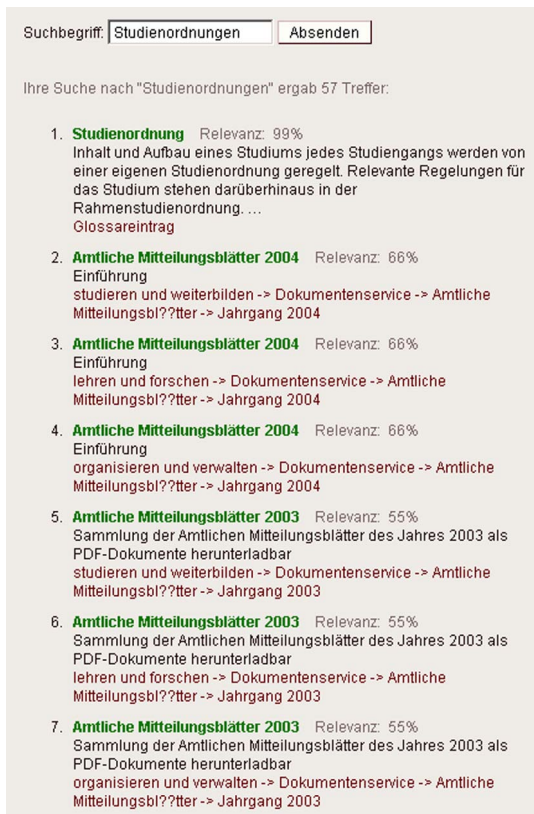 Suchbegriff: Studienordnungen Absenden
Ihre Suche nach "Studienordnungen" ergab 57 Treffer:
1. Studienordnung Relevanz: 99%
Inhalt und Aufbau eines Studiums jedes Studiengangs werden von
einer eigenen Studienordnung geregelt. Relevante Regelungen für
das Studium stehen darüberhinaus in der
Rahmenstudienordnung. ...
Glossareintrag
2. Amtliche Mitteilungsblätter 2004 Relevanz: 66%
Einführung
studieren und weiterbilden -> Dokumentenservice -> Amtliche
Mitteilungsbl??tter -> Jahrgang 2004
3. Amtliche Mitteilungsblätter 2004 Relevanz: 66%
Einführung
lehren und forschen -> Dokumentenservice -> Amtliche
Mitteilungsbl??tter -> Jahrgang 2004
4. Amtliche Mitteilungsblätter 2004 Relevanz: 66%
Einführung
organisieren und verwalten -> Dokumentenservice -> Amtliche
Mitteilungsbl??tter -> Jahrgang 2004
5. Amtliche Mitteilungsblätter 2003 Relevanz: 55%
Sammlung der Amtlichen Mitteilungsblätter des Jahres 2003 als
PDF-Dokumente herunterladbar
studieren und weiterbilden -> Dokumentenservice -> Amtliche
Mitteilungsbl??tter -> Jahrgang 2003
6. Amtliche Mitteilungsblätter 2003 Relevanz: 55%
Sammlung der Amtlichen Mitteilungsblätter des Jahres 2003 als
PDF-Dokumente herunterladbar
lehren und forschen -> Dokumentenservice -> Amtliche
Mitteilungsbl??tter -> Jahrgang 2003
7. Amtliche Mitteilungsblätter 2003 Relevanz: 55%
Sammlung der Amtlichen Mitteilungsblätter des Jahres 2003 als
PDF-Dokumente herunterladbar
organisieren und verwalten -> Dokumentenservice -> Amtliche
Mitteilungsbl??tter -> Jahrgang 2003